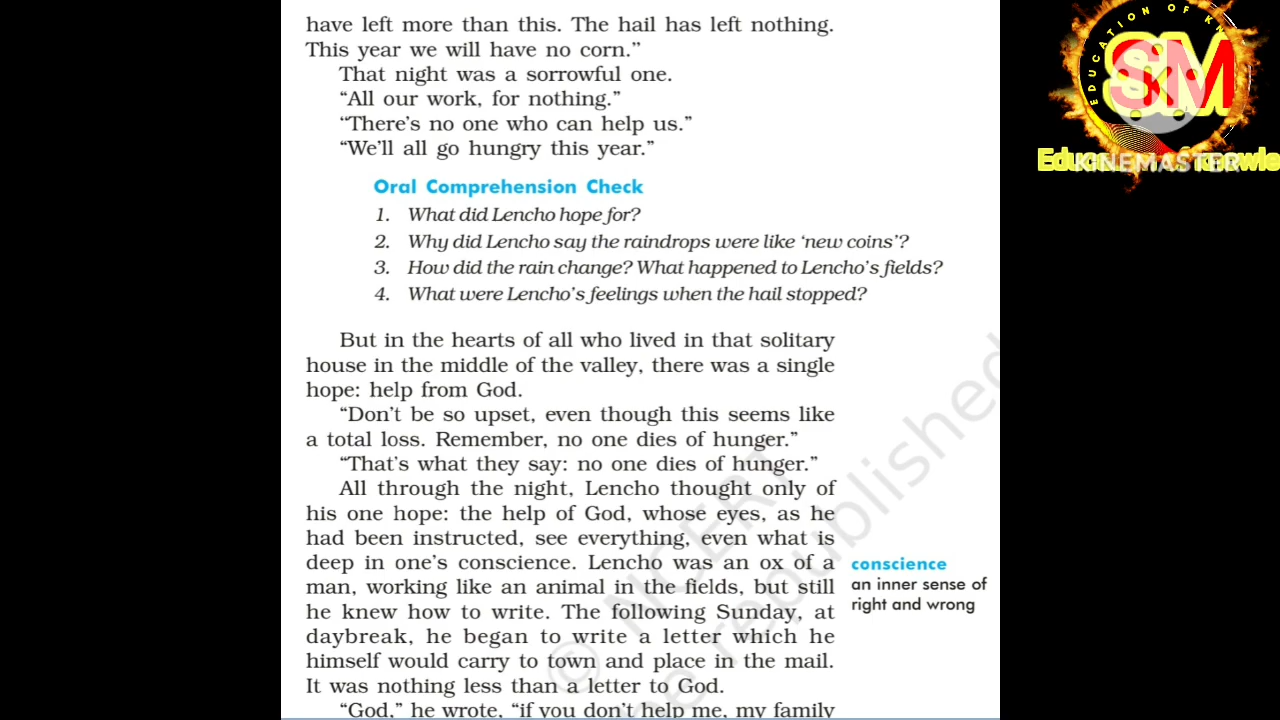 have left more than this. The hail has left nothing.
This year we will have no corn.”
That night was a sorrowful one.
“All our work, for nothing.”
“There’s no one who can help us.”
“We’ll all go hungry this year.”
Oral Comprehension Check
1. What did Lencho hope for?
2. Why did Lencho say the raindrops were like ‘new coins’?
3. How did the rain change? What happened to Lencho’s fields?
4. What were Lencho’s feelings when the hail stopped?
But in the hearts of all who lived in that solitary
house in the middle of the valley, there was a single
hope: help from God.
“Don’t be so upset, even though this seems like
a total loss. Remember, no one dies of hunger.”
“That’s what they say: no one dies of hunger.”
All through the night, Lencho thought only of
his one hope: the help of God, whose eyes, as he
had been instructed, see everything, even what is
deep in one’s conscience. Lencho was an ox of a
man, working like an animal in the fields, but still
he knew how to write. The following Sunday, at
daybreak, he began to write a letter which he
himself would carry to town and place in the mail.
It was nothing less than a letter to God.
“God,” he wrote, “if you don’t help me, my family
conscience
an inner sense of
right and wrong
© NCERT
be republished
EDUCATION OF KN
SM
KINEMASTER